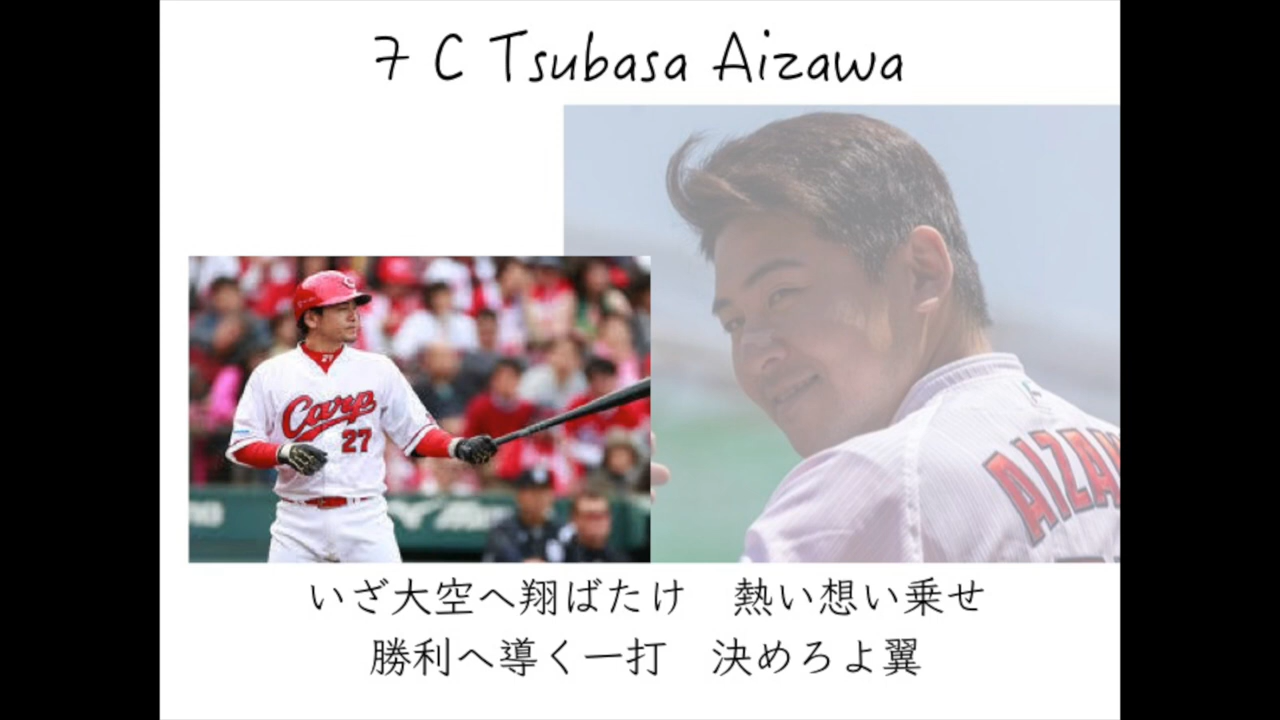 7 C Tsubasa Aizawa
Carp
27
AIZA
いざ大空へ翔ばたけ　熱い想い乗せ
勝利へ導く一打　決めろよ翼